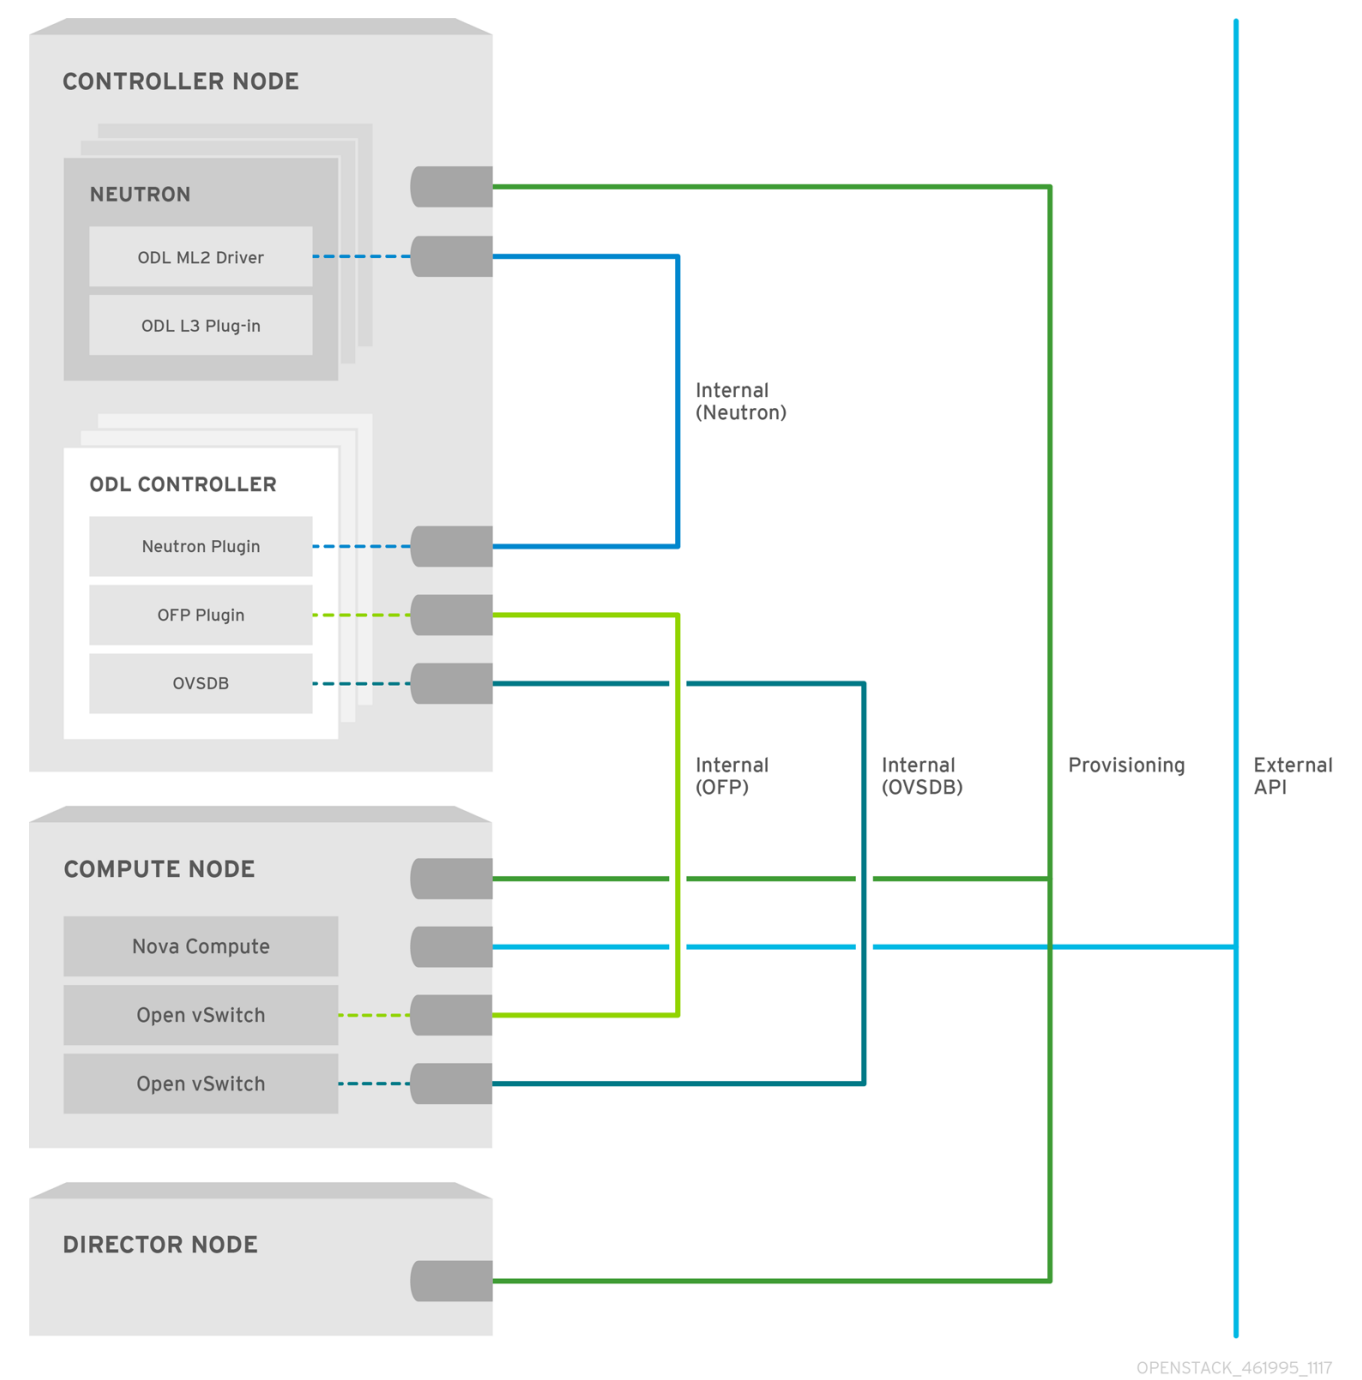 CONTROLLER NODE
NEUTRON
ODL ML2 Driver
ODL L3 Plug-in
Internal
(Neutron)
ODL CONTROLLER
Neutron Plugin
OFP Plugin
OVSDB
Internal
(OFP)
Internal
(OVSDB)
Provisioning
External
API
COMPUTE NODE
Nova Compute
Open vSwitch
Open vSwitch
DIRECTOR NODE
OPENSTACK_461995_1117